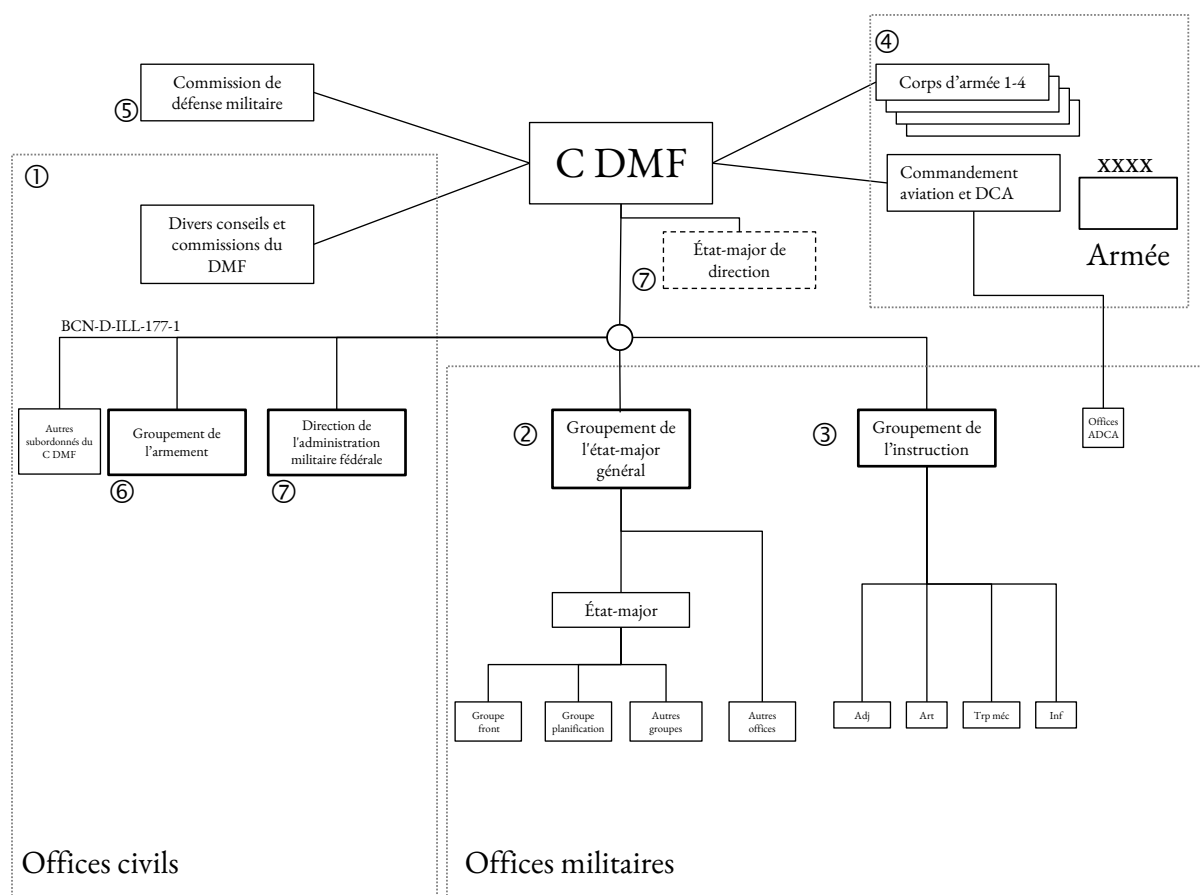 ④
Commission de
défense militaire
⑤
Corps d’armée 1-4
C DMF
XXXX
Commandement
aviation et DCA
Armée
①
Divers conseils et
commissions du
DMF
État-major de
direction
⑦
BCN-D-ILL-177-1
Autres
subordonnés du
C DMF
Groupement de
l’armement
⑥
Direction de
l'administration
militaire fédérale
⑦
②
Groupement de
l'état-major
général
③
Groupement de
l’instruction
Offices
ADCA
État-major
Groupe
front
Groupe
planification
Autres
groupes
Autres
offices
Adj
Art
Trp méc
Inf
Offices civils
Offices militaires